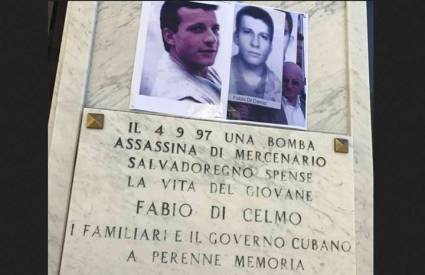 Fabio Di Celmo
IL 4 9 97 UNA BOMBA
ASSASSINA DI MERCENARIO
SALVADOREGNO SPENSE
LA VITA DEL GIOVANE
FABIO DI CELMO
I FAMILIARI E IL GOVERNO CUBANO
A PERENNE MEMORIA